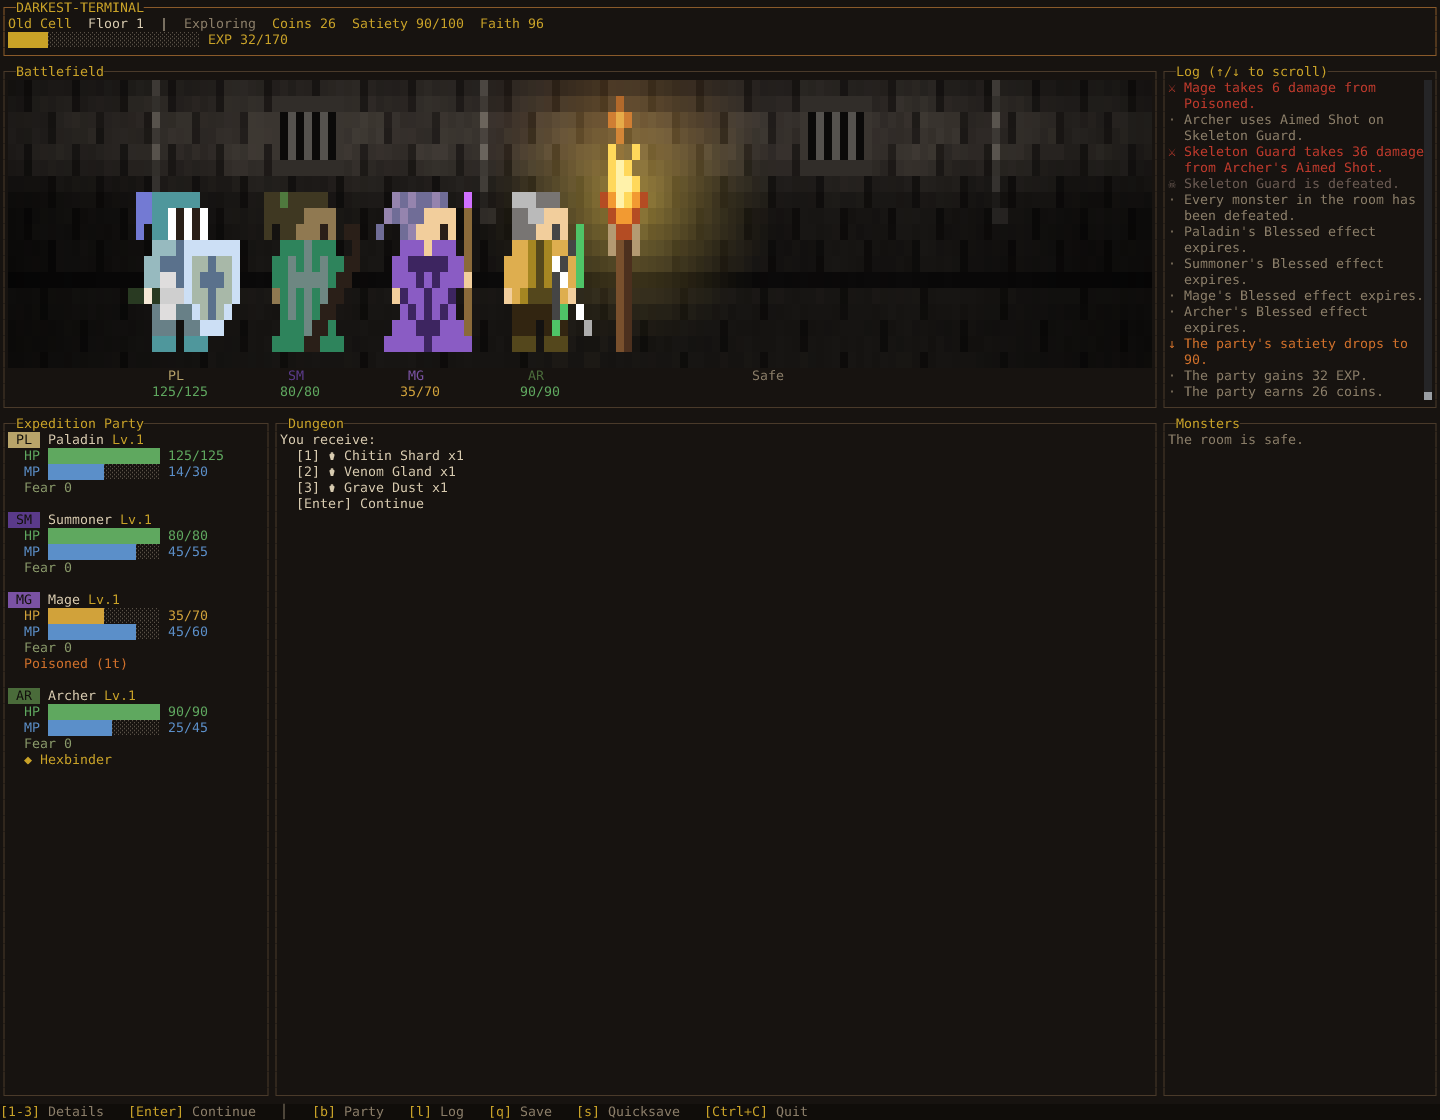 DARKEST-TERMINAL
Old Cell  Floor 1  |  Exploring  Coins 26  Satiety 90/100  Faith 96
EXP 32/170
Battlefield
PL  SM  MG  AR  Safe
125/125  80/80  35/70  90/90
Log (↑/↓ to scroll)
⚔ Mage takes 6 damage from
Poisoned.
· Archer uses Aimed Shot on
Skeleton Guard.
⚔ Skeleton Guard takes 36 damage
from Archer's Aimed Shot.
☠ Skeleton Guard is defeated.
· Every monster in the room has
been defeated.
· Paladin's Blessed effect
expires.
· Summoner's Blessed effect
expires.
· Mage's Blessed effect expires.
· Archer's Blessed effect
expires.
↓ The party's satiety drops to
90.
· The party gains 32 EXP.
· The party earns 26 coins.
Expedition Party
PL Paladin Lv.1
HP 125/125
MP 14/30
Fear 0
SM Summoner Lv.1
HP 80/80
MP 45/55
Fear 0
MG Mage Lv.1
HP 35/70
MP 45/60
Fear 0
Poisoned (1t)
AR Archer Lv.1
HP 90/90
MP 25/45
Fear 0
◆ Hexbinder
Dungeon
You receive:
[1] Chitin Shard x1
[2] Venom Gland x1
[3] Grave Dust x1
[Enter] Continue
Monsters
The room is safe.
[1-3] Details  [Enter] Continue  │  [b] Party  [l] Log  [q] Save  [s] Quicksave  [Ctrl+C] Quit